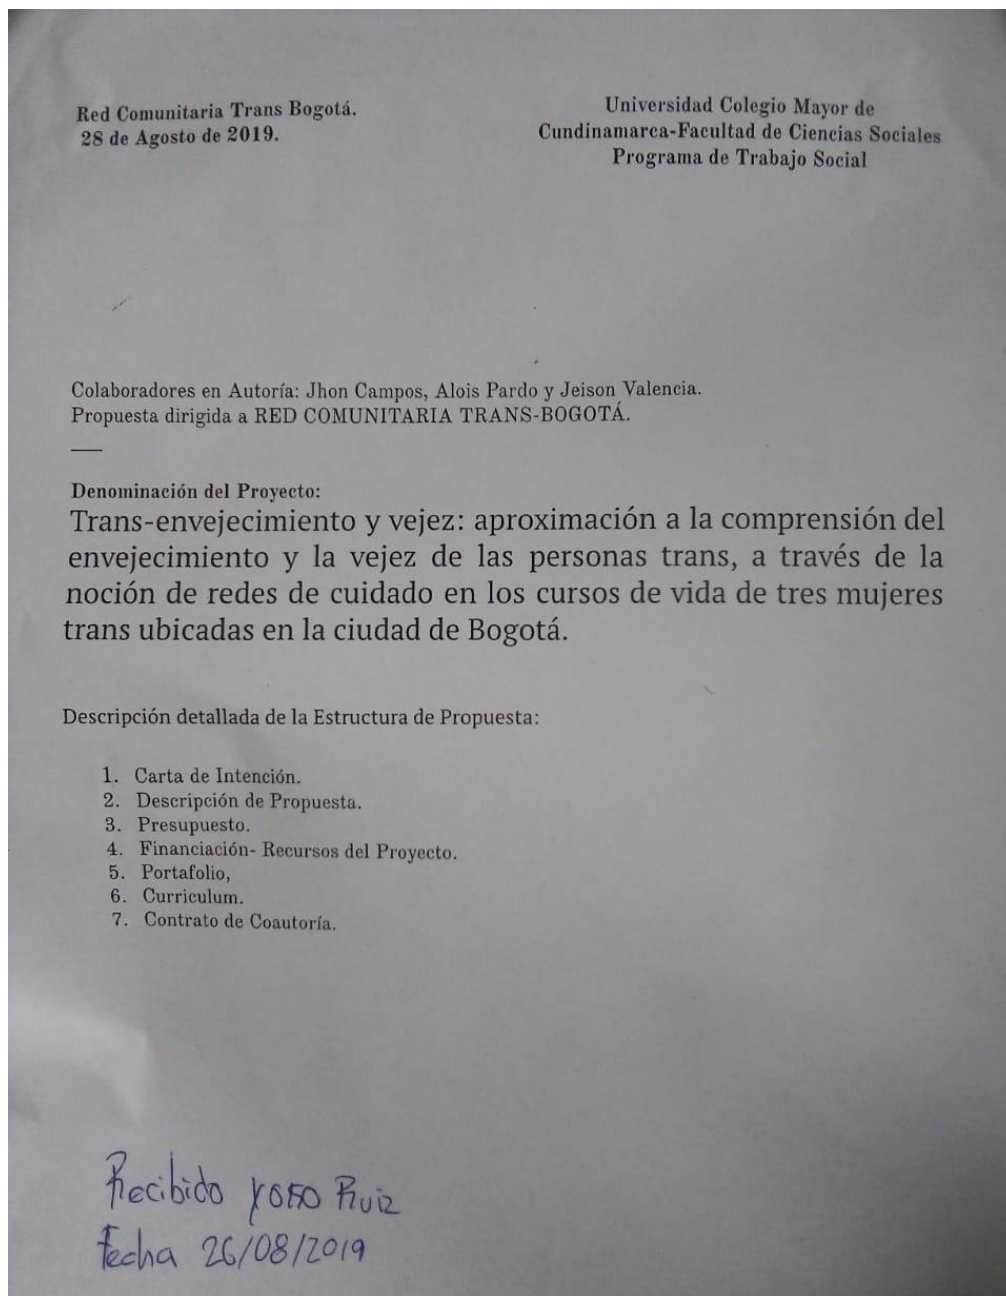 Red Comunitaria Trans Bogotá.
28 de Agosto de 2019.
Universidad Colegio Mayor de
Cundinamarca-Facultad de Ciencias Sociales
Programa de Trabajo Social
Colaboradores en Autoría: Jhon Campos, Alois Pardo y Jeison Valencia.
Propuesta dirigida a RED COMUNITARIA TRANS-BOGOTÁ.
Denominación del Proyecto:
Trans-envejecimiento y vejez: aproximación a la comprensión del
envejecimiento y la vejez de las personas trans, a través de la
noción de redes de cuidado en los cursos de vida de tres mujeres
trans ubicadas en la ciudad de Bogotá.
Descripción detallada de la Estructura de Propuesta:
1. Carta de Intención.
2. Descripción de Propuesta.
3. Presupuesto.
4. Financiación- Recursos del Proyecto.
5. Portafolio,
6. Curriculum.
7. Contrato de Coautoría.
Recibido Ruiz
Fecha 26/08/2019